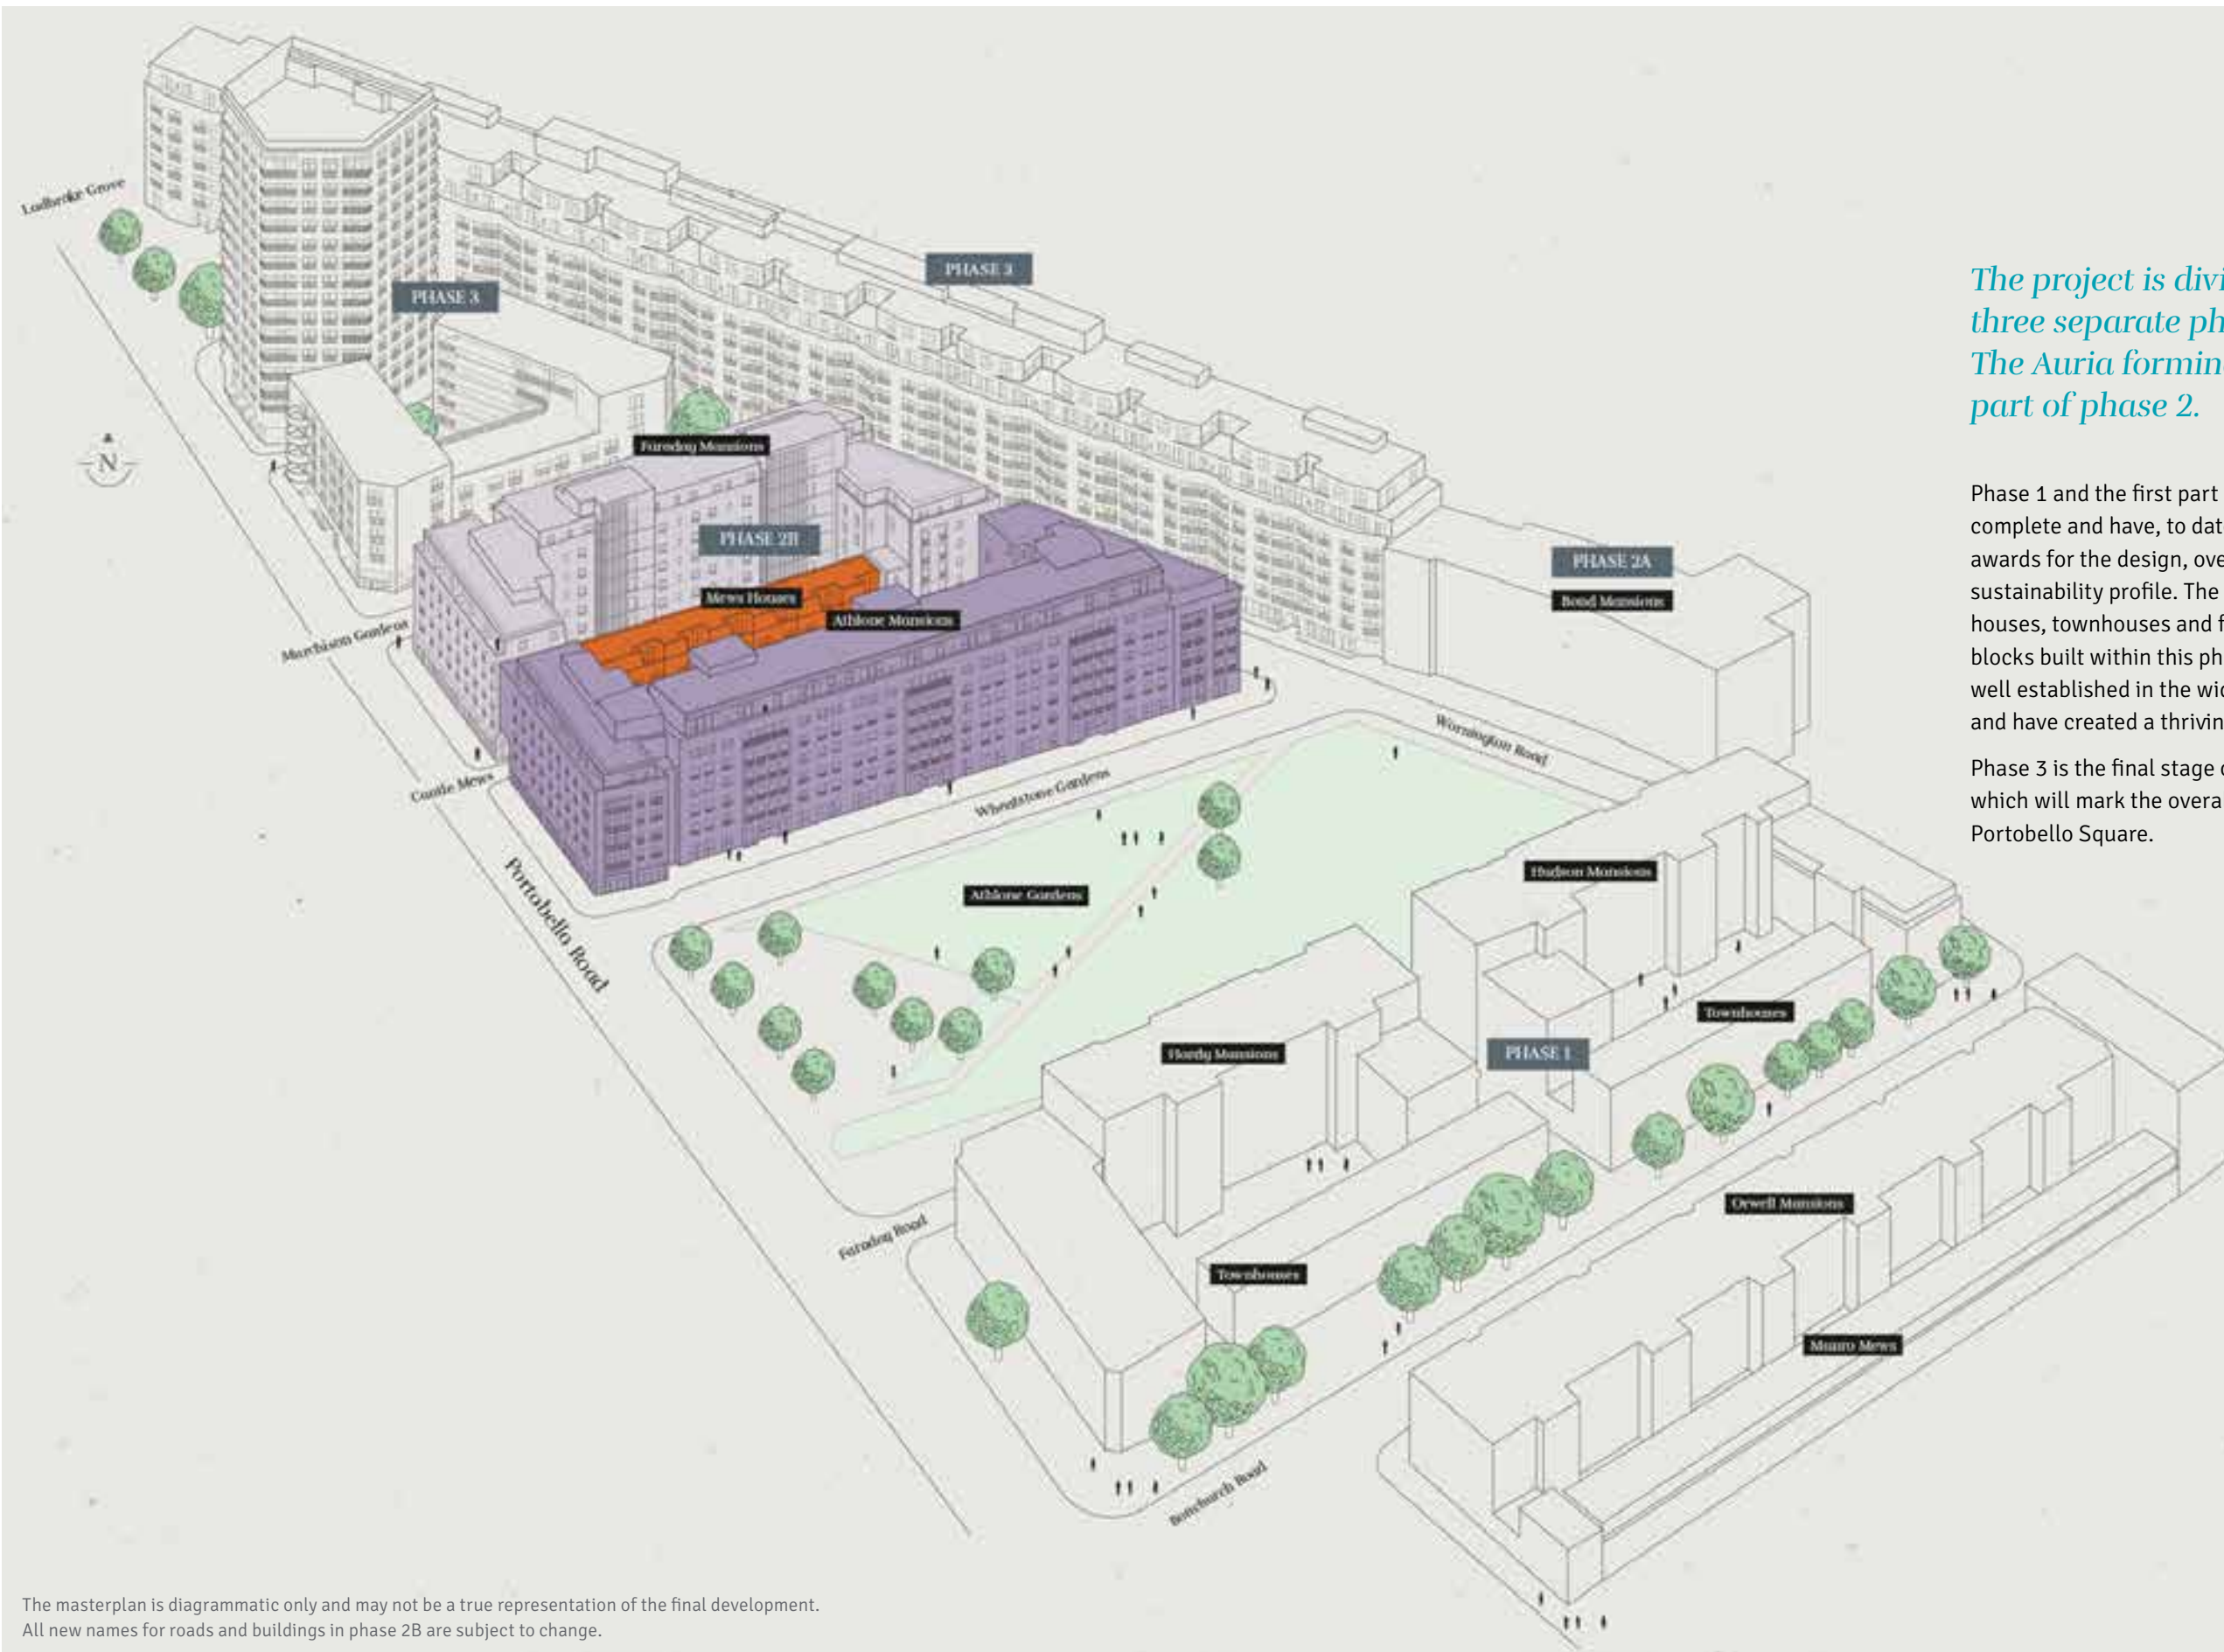 Ladbroke Grove
PHASE 3
PHASE 3
N
Faraday Mansions
PHASE 2B
Mews Houses
Athlone Mansions
PHASE 2A
Bond Mansions
Murchison Gardens
Castle Mews
Wheatstone Gardens
Wornington Road
Portobello Road
Athlone Gardens
Hudson Mansions
Townhouses
Hardy Mansions
PHASE 1
Orwell Mansions
Faraday Road
Townhouses
Munro Mews
Bonchurch Road
The project is divi
three separate ph
The Auria formin
part of phase 2.
Phase 1 and the first part
complete and have, to dat
awards for the design, ove
sustainability profile. The
houses, townhouses and f
blocks built within this ph
well established in the wid
and have created a thrivin
Phase 3 is the final stage o
which will mark the overa
Portobello Square.
The masterplan is diagrammatic only and may not be a true representation of the final development.
All new names for roads and buildings in phase 2B are subject to change.